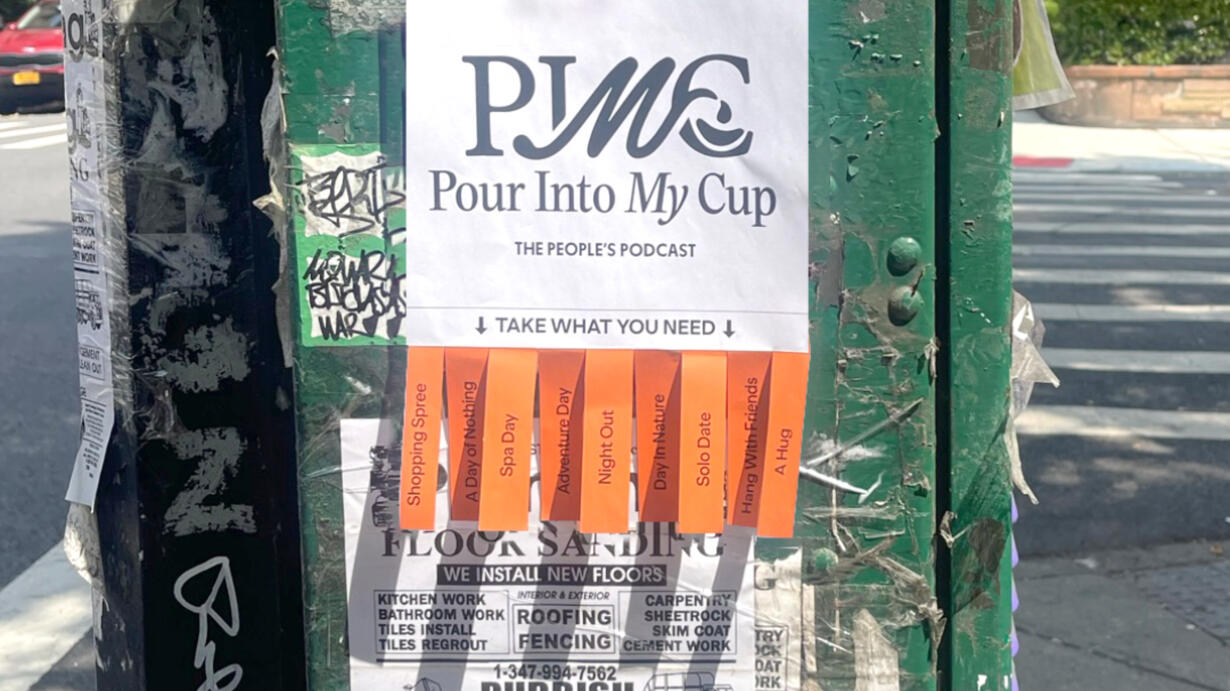 PIMC
Pour Into My Cup
THE PEOPLE'S PODCAST
↓ TAKE WHAT YOU NEED ↓
Shopping Spree
A Day of Nothing
Spa Day
Adventure Day
Night Out
Day In Nature
Solo Date
Hang With Friends
A Hug
FLOOR SANDING
WE INSTALL NEW FLOORS
KITCHEN WORK
BATHROOM WORK
TILES INSTALL
TILES REGROUT
INTERIOR & EXTERIOR
ROOFING
FENCING
CARPENTRY
SHEETROCK
SKIM COAT
CEMENT WORK
1-347-994-7562
RUBBISH